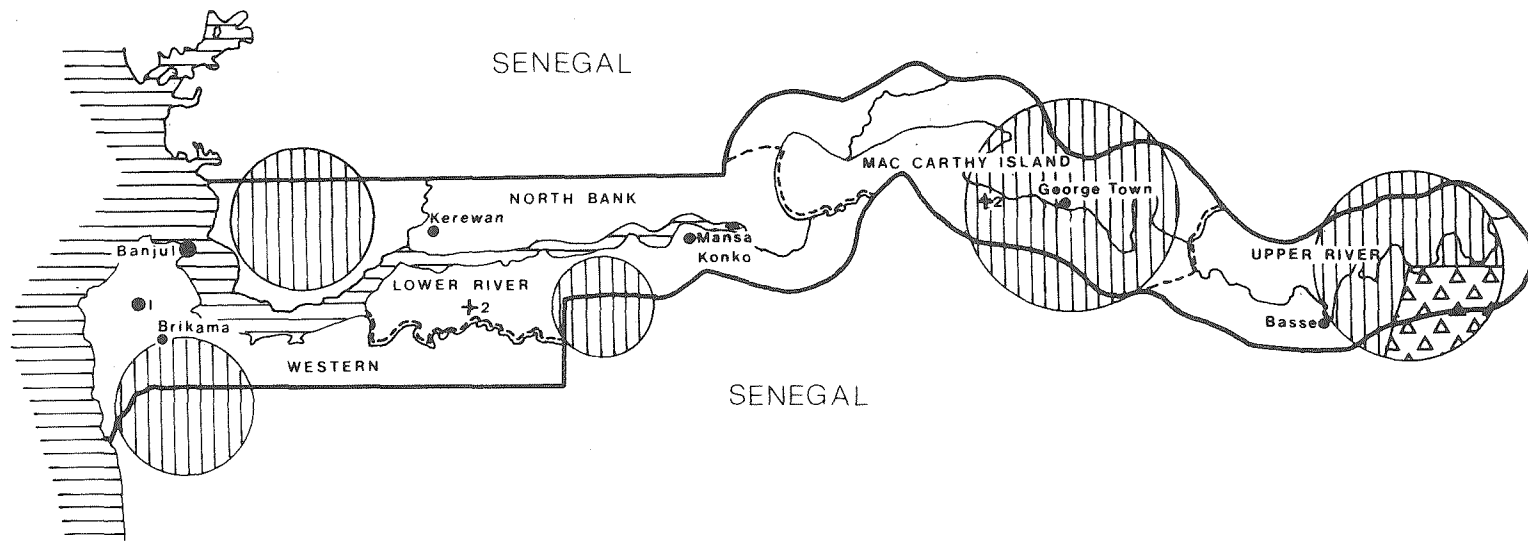 SENEGAL
MAC CARTHY ISLAND
NORTH BANK
George Town
2
Kerewan
Mansa
Konko
Banjul
UPPER RIVER
LOWER RIVER
2
1
Basse
Brikama
WESTERN
SENEGAL